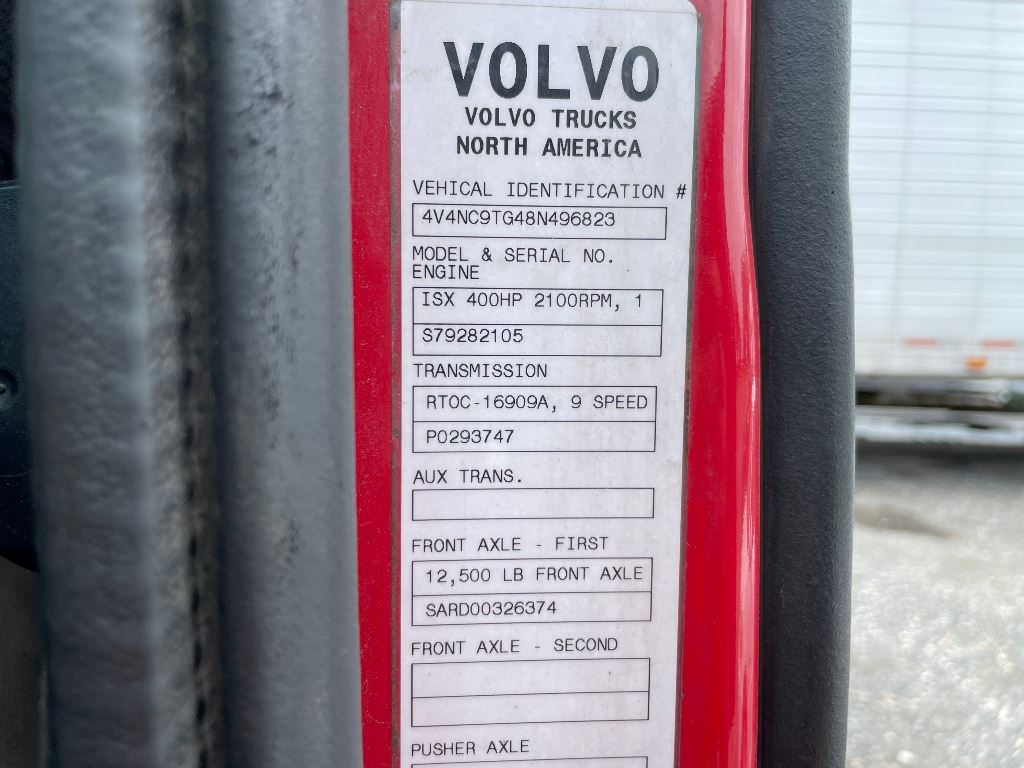 VOLVO
VOLVO TRUCKS
NORTH AMERICA
VEHICAL IDENTIFICATION #
4V4NC9TG48N496823
MODEL & SERIAL NO.
ENGINE
ISX 400HP 2100RPM, 1
S79282105
TRANSMISSION
RTOC-16909A, 9 SPEED
P0293747
AUX TRANS.
FRONT AXLE - FIRST
12,500 LB FRONT AXLE
SARD00326374
FRONT AXLE - SECOND
PUSHER AXLE